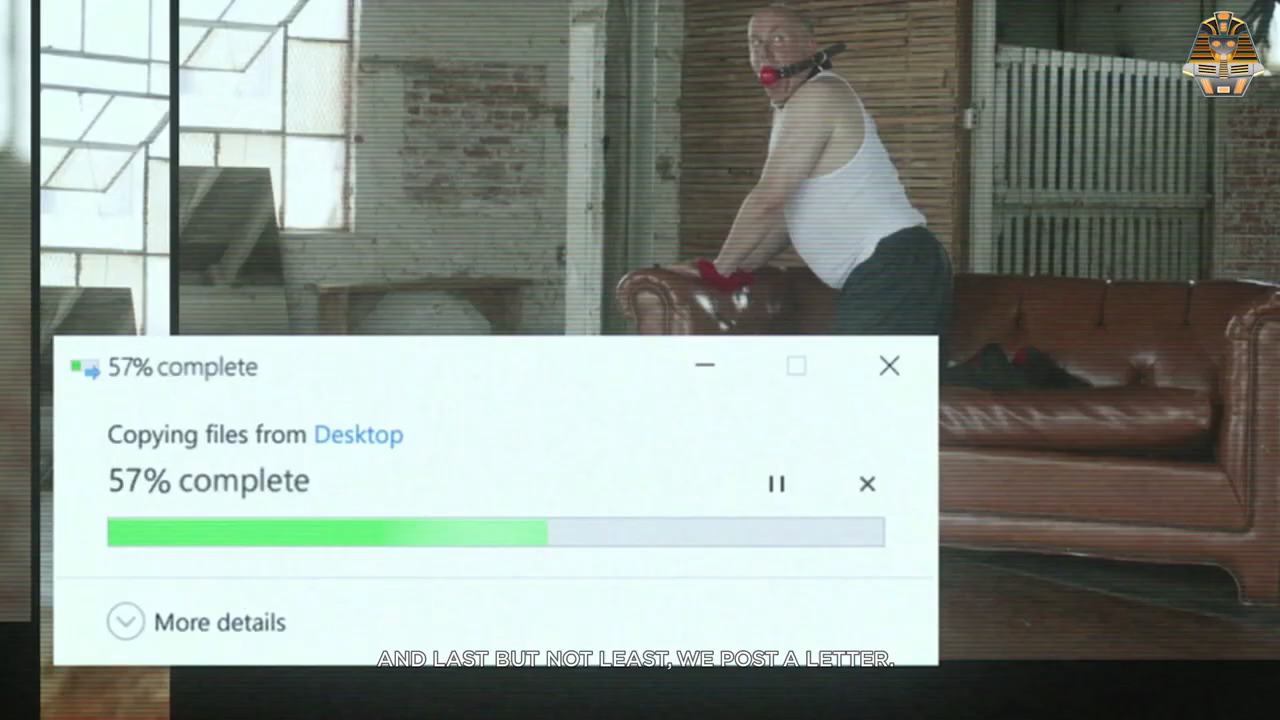 57% complete
Copying files from Desktop
57% complete
More details
AND LAST BUT NOT LEAST, WE POST A LETTER.